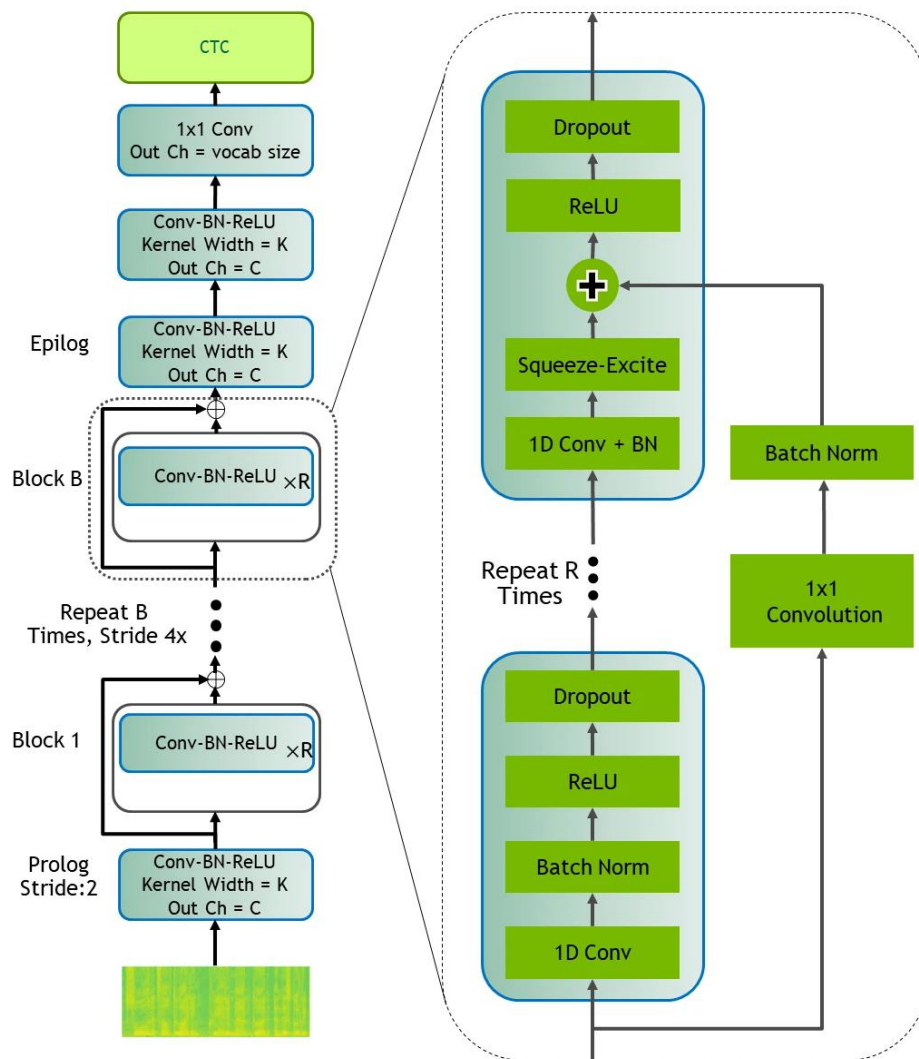 CTC
1x1 Conv
Out Ch = vocab size
Conv-BN-ReLU
Kernel Width = K
Out Ch = C
Epilog
Conv-BN-ReLU
Kernel Width = K
Out Ch = C
Block B
Conv-BN-ReLU ×R
Repeat B
Times, Stride 4x
Block 1
Conv-BN-ReLU ×R
Prolog
Stride:2
Conv-BN-ReLU
Kernel Width = K
Out Ch = C
Dropout
ReLU
Squeeze-Excite
1D Conv + BN
Batch Norm
Repeat R
Times
1x1
Convolution
Dropout
ReLU
Batch Norm
1D Conv